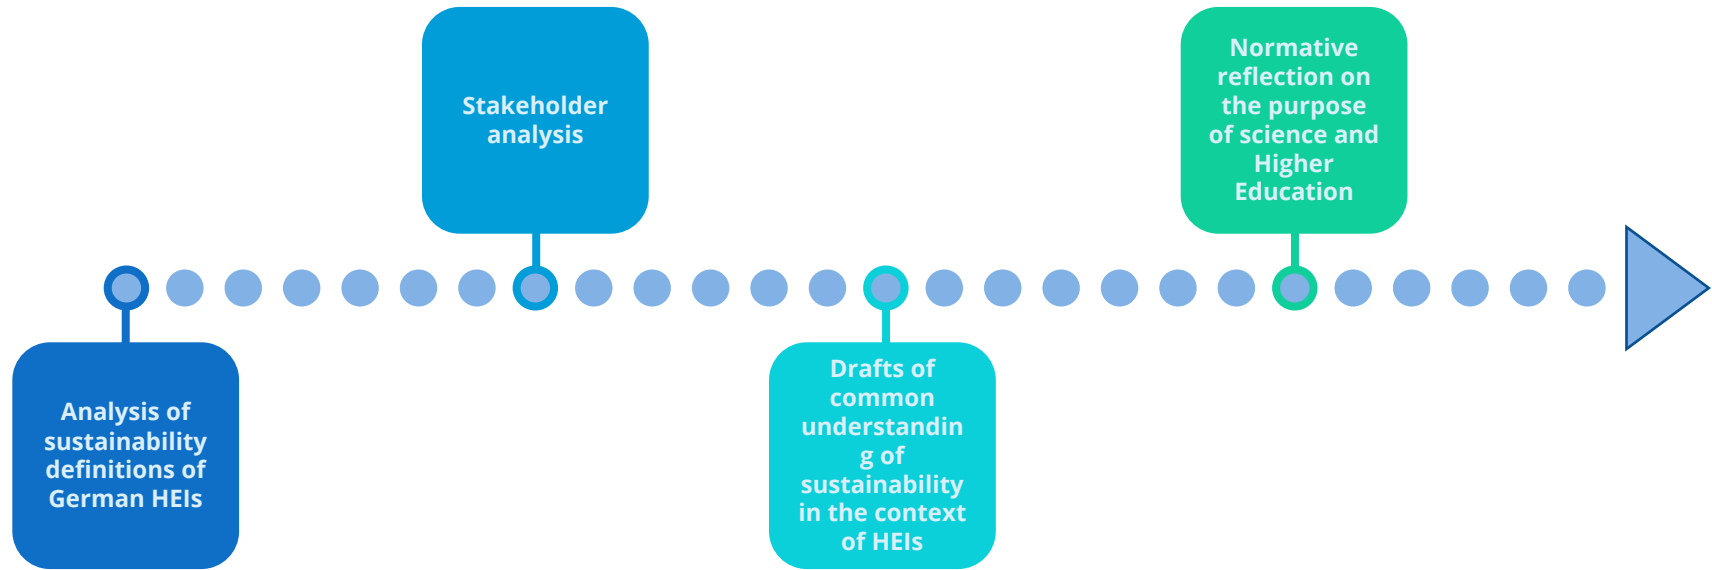 Analysis of
sustainability
definitions of
German HEIs
Stakeholder
analysis
Drafts of
common
understandin
g of
sustainability
in the context
of HEIs
Normative
reflection on
the purpose
of science and
Higher
Education